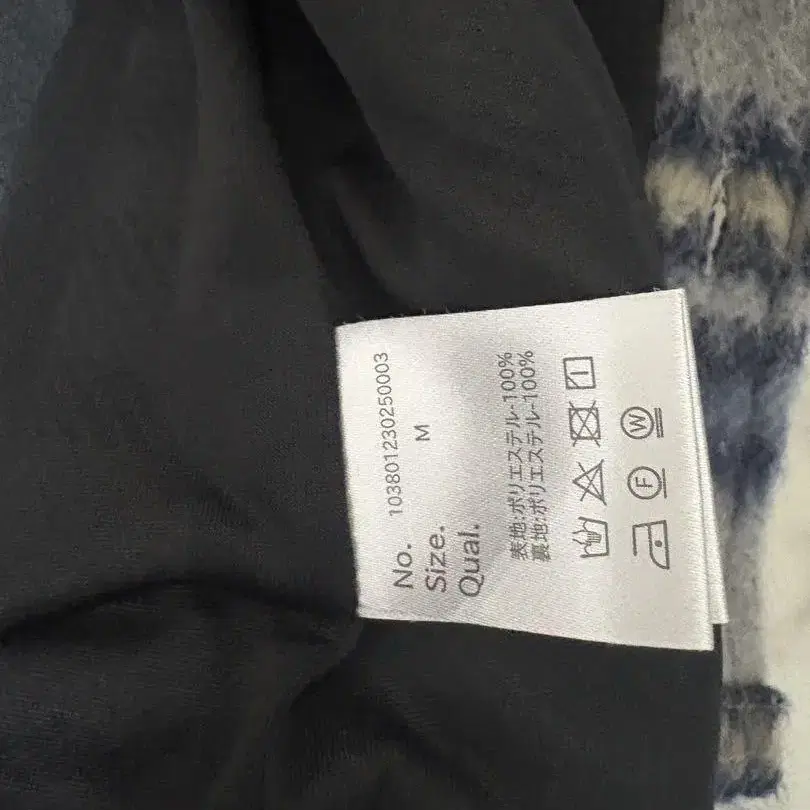 No. 103801230250003
Size. M
Qual.
表地:ポリエステル-100%
裏地:ポリエステル-100%
F W